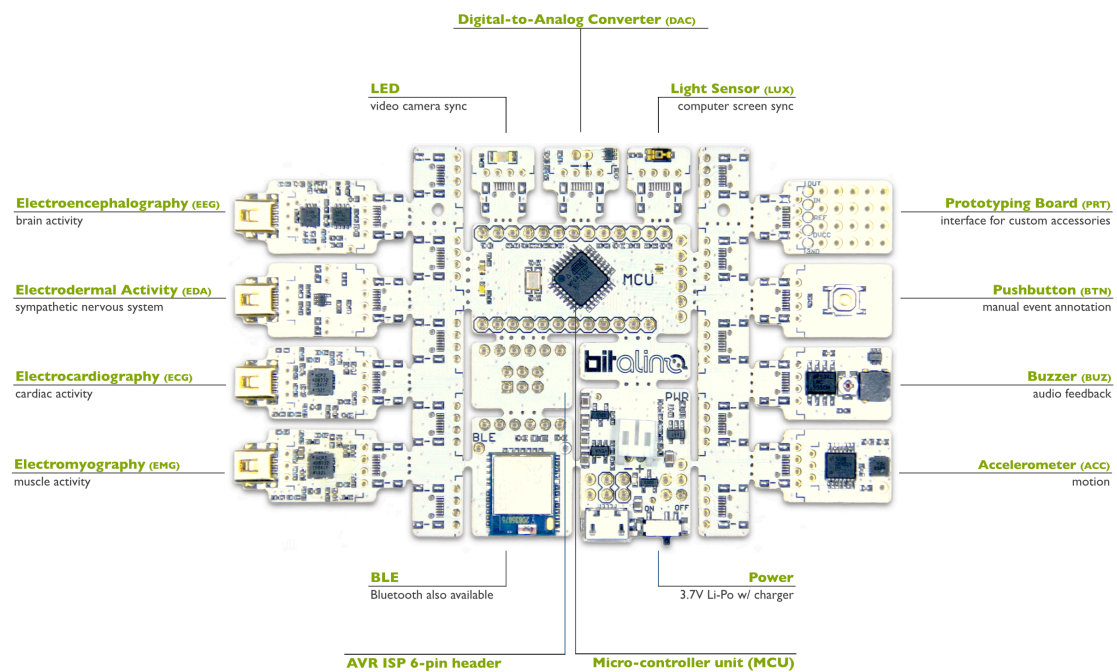 Digital-to-Analog Converter (DAC)
LED
video camera sync
Light Sensor (LUX)
computer screen sync
Electroencephalography (EEG)
brain activity
Prototyping Board (PRT)
interface for custom accessories
Electrodermal Activity (EDA)
sympathetic nervous system
MCU
Pushbutton (BTN)
manual event annotation
Electrocardiography (ECG)
cardiac activity
bitalino
Buzzer (BUZ)
audio feedback
PWR
BLE
Electromyography (EMG)
muscle activity
Accelerometer (ACC)
motion
ON OFF
BLE
Bluetooth also available
Power
3.7V Li-Po w/ charger
AVR ISP 6-pin header
Micro-controller unit (MCU)